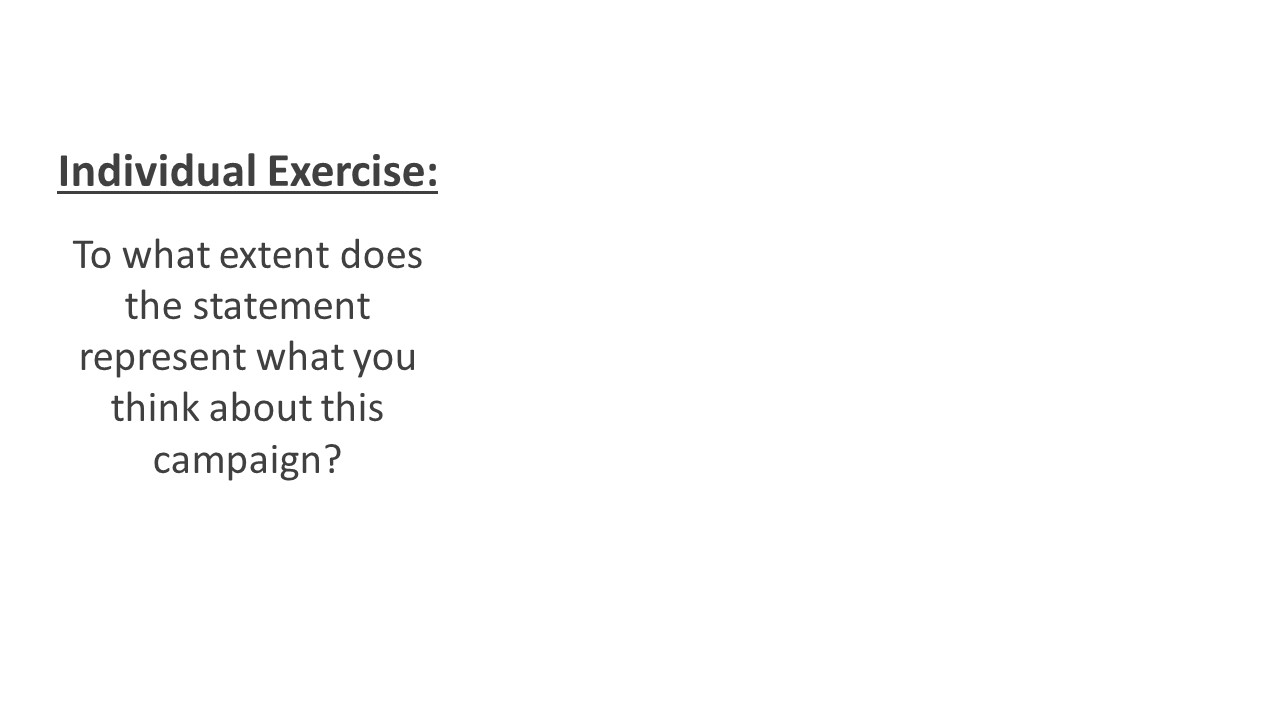 Individual Exercise:
To what extent does
the statement
represent what you
think about this
campaign?